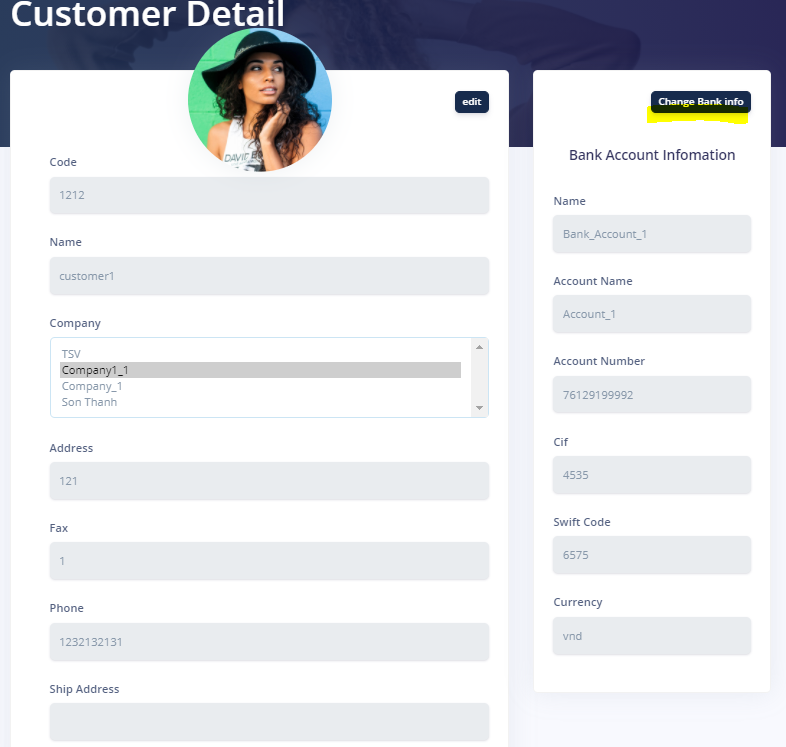 Customer Detail
edit
Code
1212
Name
customer1
Company
TSV
Company1_1
Company_1
Son Thanh
Address
121
Fax
1
Phone
1232132131
Ship Address
Change Bank info
Bank Account Infomation
Name
Bank_Account_1
Account Name
Account_1
Account Number
76129199992
Cif
4535
Swift Code
6575
Currency
vnd